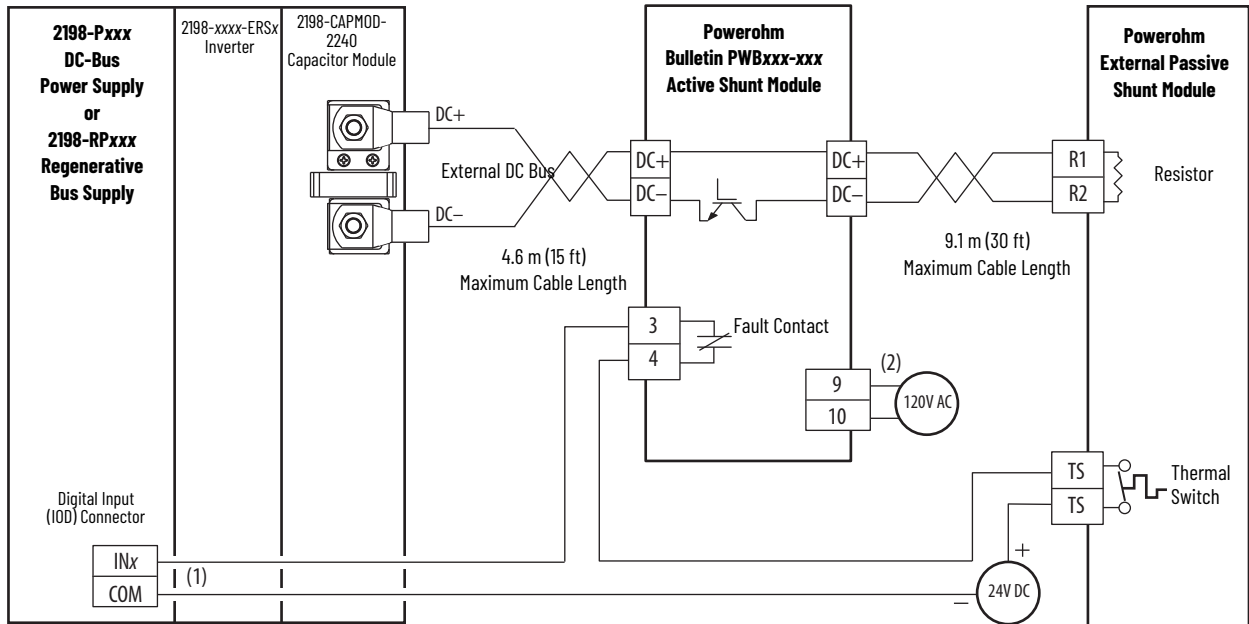 2198-Pxxx
DC-Bus
Power Supply
or
2198-RPxxx
Regenerative
Bus Supply
2198-xxxx-ERSx
Inverter
2198-CAPMOD-
2240
Capacitor Module
DC+
External DC Bus
DC–
4.6 m (15 ft)
Maximum Cable Length
Powerohm
Bulletin PWBxxx-xxx
Active Shunt Module
DC+
DC–
DC+
DC–
9.1 m (30 ft)
Maximum Cable Length
Powerohm
External Passive
Shunt Module
R1
R2
Resistor
3
4
Fault Contact
9
10
(2)
120V AC
TS
TS
Thermal
Switch
Digital Input
(IOD) Connector
INx
COM
(1)
+
–
24V DC